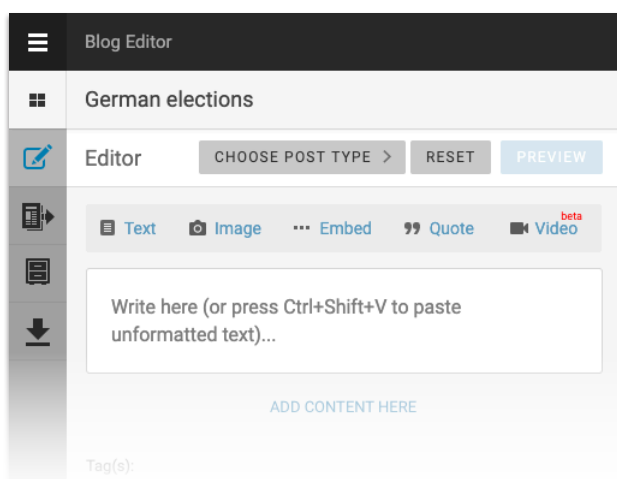 Blog Editor
German elections
Editor CHOOSE POST TYPE > RESET PREVIEW
beta
Text Image Embed Quote Video
Write here (or press Ctrl+Shift+V to paste
unformatted text)...
ADD CONTENT HERE
Tag(s):